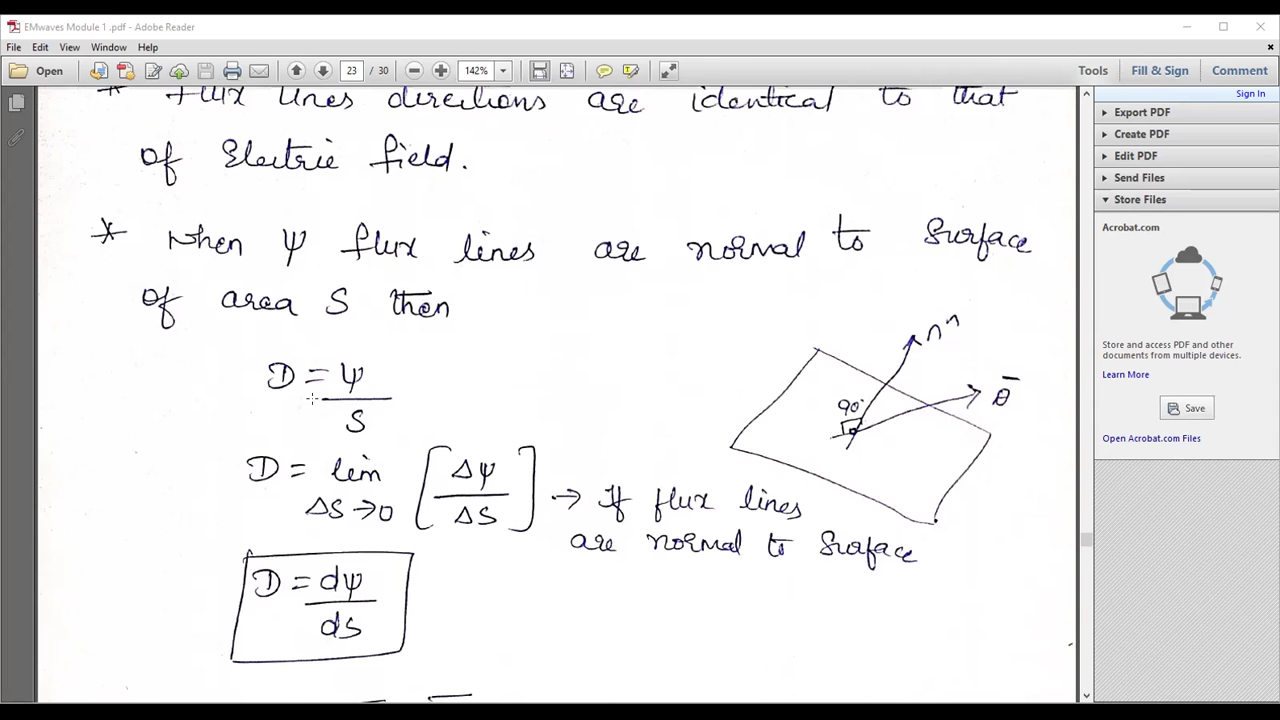 EMwaves Module 1 .pdf - Adobe Reader
File Edit View Window Help
Open 23 / 30 142% Tools Fill & Sign Comment
Sign In
Export PDF
Create PDF
Edit PDF
Send Files
Store Files
Acrobat.com
Store and access PDF and other
documents from multiple devices.
Learn More
Save
Open Acrobat.com Files
* flux lines directions are identical to that
of Electric field.
* When ψ flux lines are normal to surface
of area S then
D = ψ
S
D = lim [Δψ
ΔS→0 ΔS] → If flux lines
are normal to surface
D = dψ
dS
n^
90°